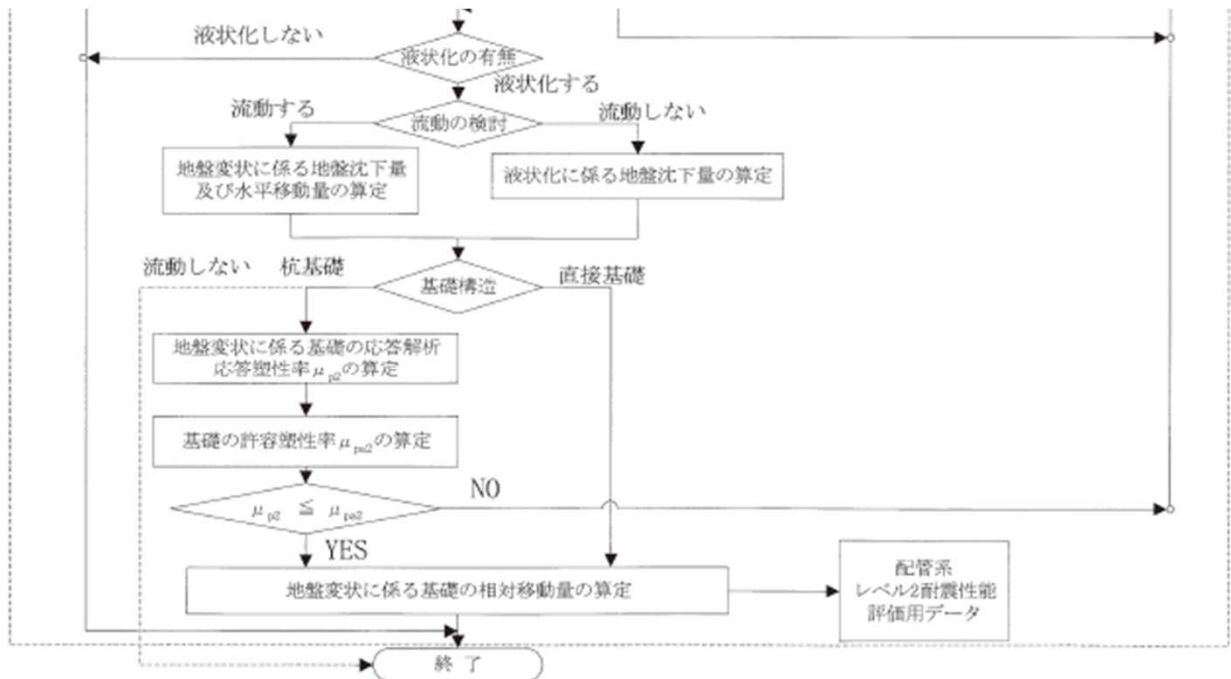 液状化しない
液状化の有無
液状化する
流動する
流動の検討
流動しない
地盤変状に係る地盤沈下量
及び水平移動量の算定
液状化に係る地盤沈下量の算定
流動しない
杭基礎
基礎構造
直接基礎
地盤変状に係る基礎の応答解析
応答塑性率μp2の算定
基礎の許容塑性率μpa2の算定
μp2 ≦ μpa2
NO
YES
地盤変状に係る基礎の相対移動量の算定
配管系
レベル2耐震性能
評価用データ
終 了